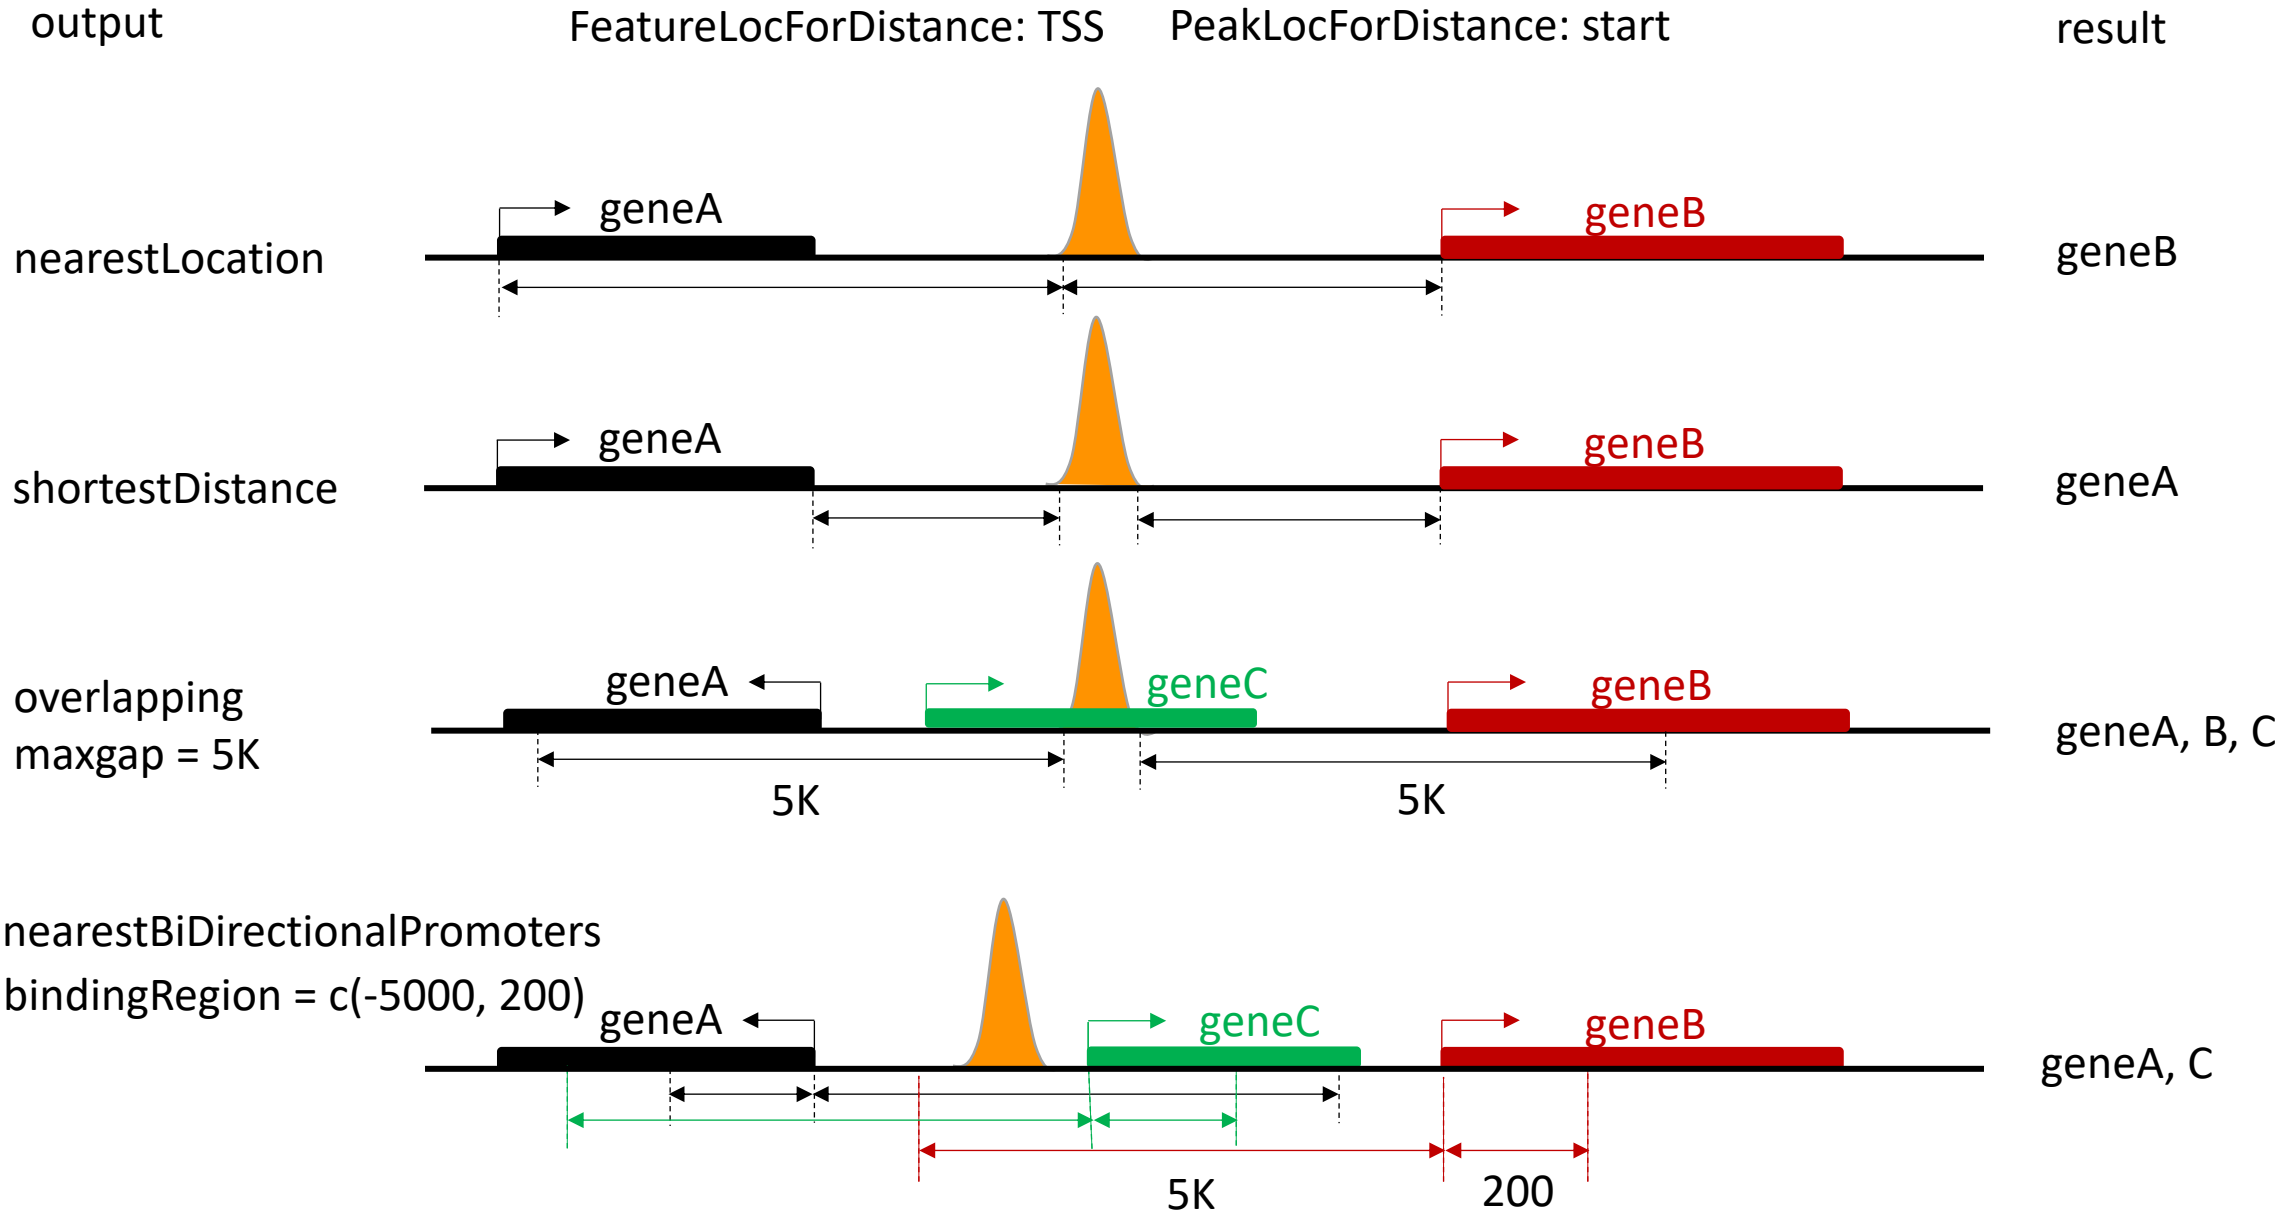 output
FeatureLocForDistance: TSS
PeakLocForDistance: start
result
geneA
geneB
nearestLocation
geneB
geneA
geneB
shortestDistance
geneA
geneA
geneC
geneB
overlapping
maxgap = 5K
geneA, B, C
5K
5K
nearestBiDirectionalPromoters
bindingRegion = c(-5000, 200)
geneA
geneC
geneB
geneA, C
5K
200